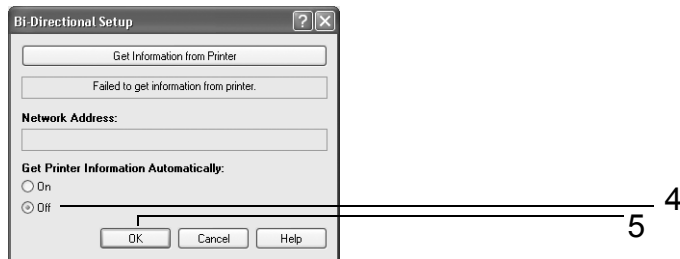 Bi-Directional Setup
Get Information from Printer
Failed to get information from printer.
Network Address:
Get Printer Information Automatically:
On
Off
4
OK Cancel Help
5